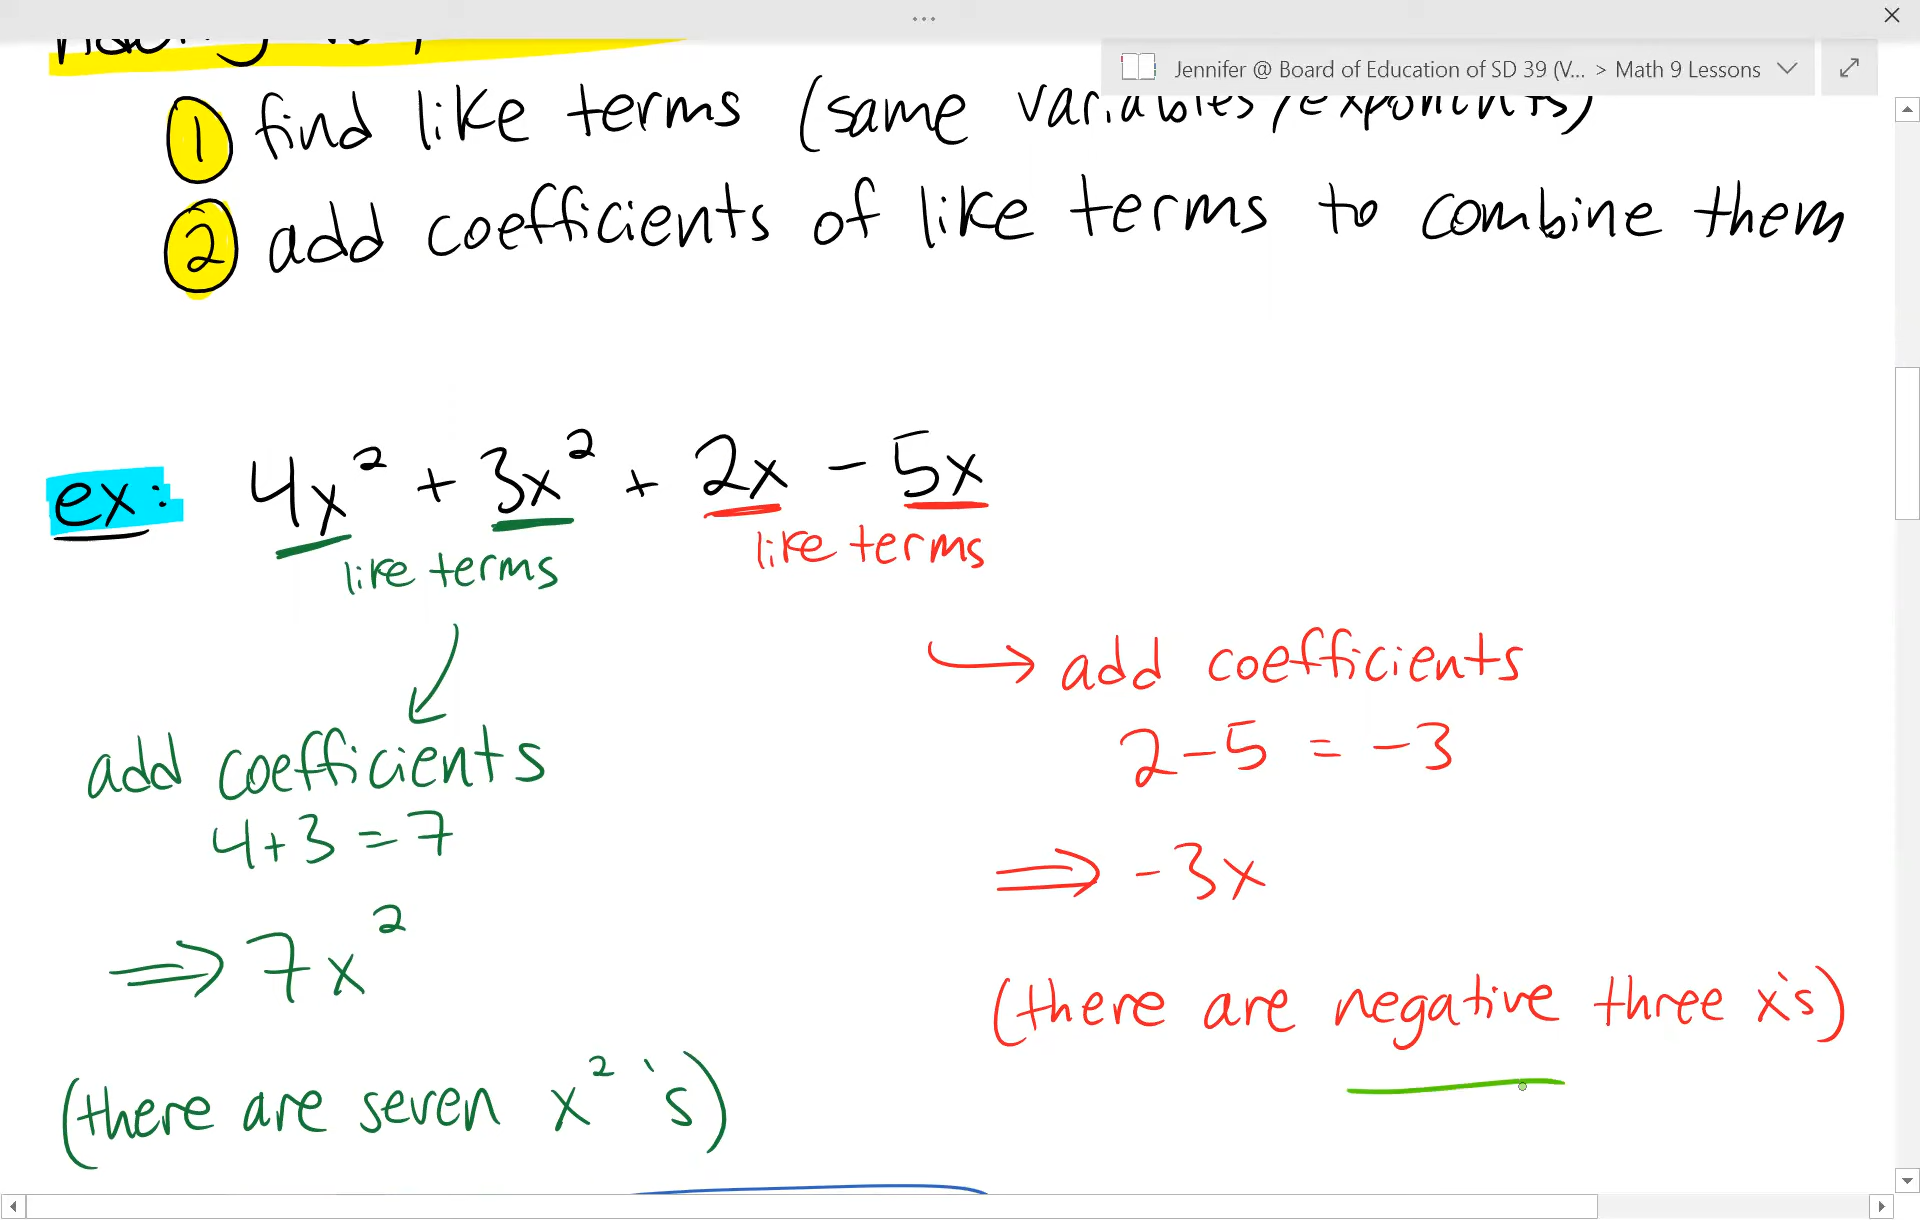 Jennifer @ Board of Education of SD 39 (V... > Math 9 Lessons
① find like terms (same variables/exponents)
② add coefficients of like terms to combine them
ex: 4x² + 3x² + 2x - 5x
like terms
like terms
add coefficients
4+3 = 7
⇒ 7x²
(there are seven x²'s)
↪ add coefficients
2-5 = -3
⇒ -3x
(there are negative three x's)